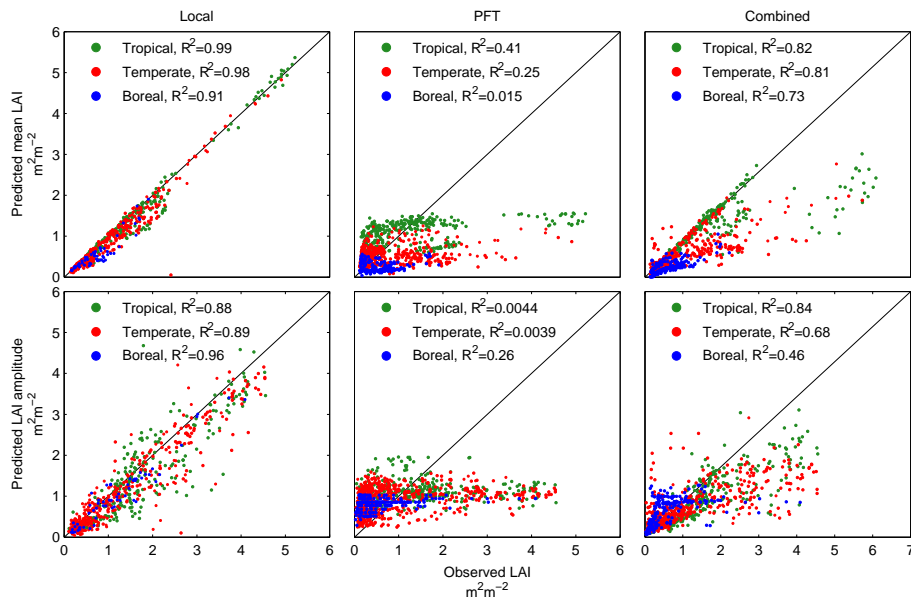 Local
PFT
Combined
Predicted mean LAI
m²m⁻²
6
5
4
3
2
1
0
Tropical, R²=0.99
Temperate, R²=0.98
Boreal, R²=0.91
Tropical, R²=0.41
Temperate, R²=0.25
Boreal, R²=0.015
Tropical, R²=0.82
Temperate, R²=0.81
Boreal, R²=0.73
Predicted LAI amplitude
m²m⁻²
6
5
4
3
2
1
0
Tropical, R²=0.88
Temperate, R²=0.89
Boreal, R²=0.96
Tropical, R²=0.0044
Temperate, R²=0.0039
Boreal, R²=0.26
Tropical, R²=0.84
Temperate, R²=0.68
Boreal, R²=0.46
0 1 2 3 4 5 6
0 1 2 3 4 5 6
0 1 2 3 4 5 6 7
Observed LAI
m²m⁻²